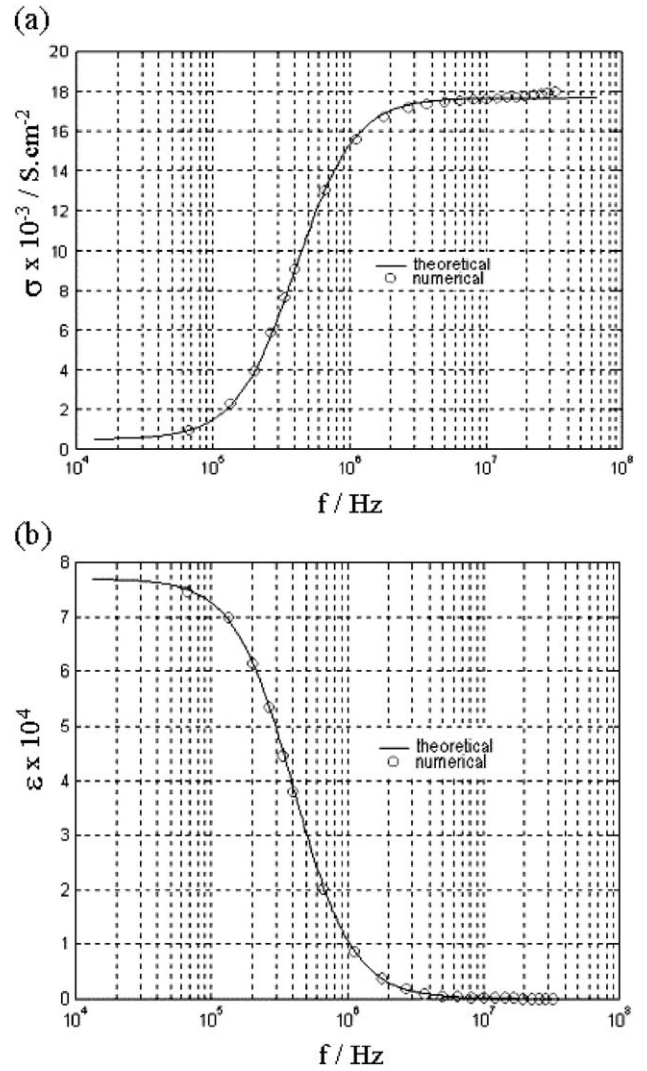 (a)
20
18
16
14
12
10
8
6
4
2
0
σ x 10⁻³ / S.cm⁻²
theoretical
numerical
10⁴ 10⁵ 10⁶ 10⁷ 10⁸
f / Hz
(b)
8
7
6
5
4
3
2
1
0
ε x 10⁴
theoretical
numerical
10⁴ 10⁵ 10⁶ 10⁷ 10⁸
f / Hz